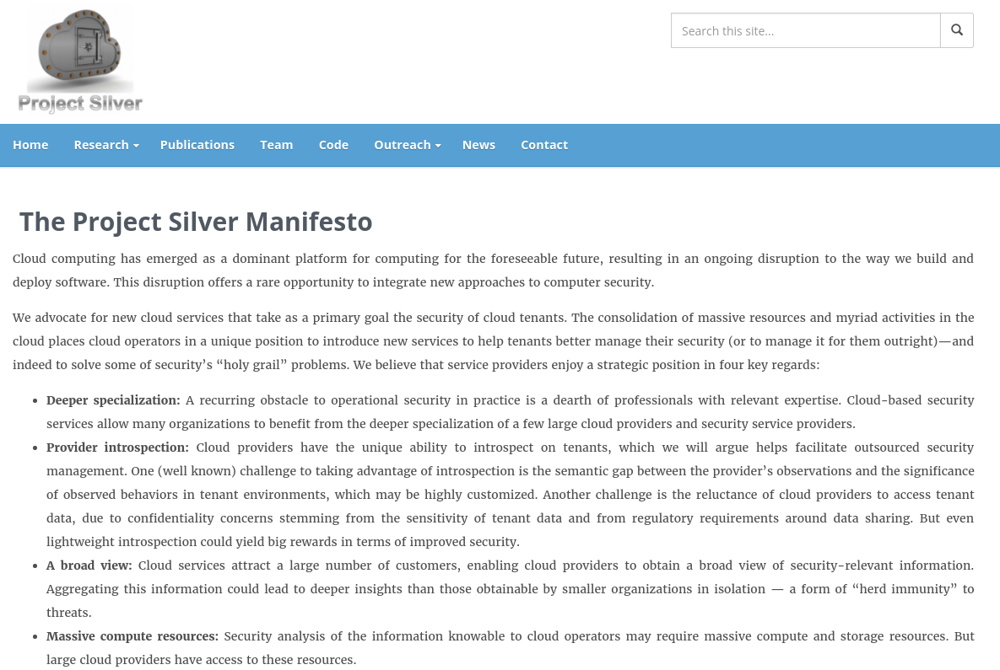 Project Silver
Search this site...
Home Research Publications Team Code Outreach News Contact
The Project Silver Manifesto
Cloud computing has emerged as a dominant platform for computing for the foreseeable future, resulting in an ongoing disruption to the way we build and
deploy software. This disruption offers a rare opportunity to integrate new approaches to computer security.
We advocate for new cloud services that take as a primary goal the security of cloud tenants. The consolidation of massive resources and myriad activities in the
cloud places cloud operators in a unique position to introduce new services to help tenants better manage their security (or to manage it for them outright)—and
indeed to solve some of security’s “holy grail” problems. We believe that service providers enjoy a strategic position in four key regards:
• Deeper specialization: A recurring obstacle to operational security in practice is a dearth of professionals with relevant expertise. Cloud-based security
services allow many organizations to benefit from the deeper specialization of a few large cloud providers and security service providers.
• Provider introspection: Cloud providers have the unique ability to introspect on tenants, which we will argue helps facilitate outsourced security
management. One (well known) challenge to taking advantage of introspection is the semantic gap between the provider’s observations and the significance
of observed behaviors in tenant environments, which may be highly customized. Another challenge is the reluctance of cloud providers to access tenant
data, due to confidentiality concerns stemming from the sensitivity of tenant data and from regulatory requirements around data sharing. But even
lightweight introspection could yield big rewards in terms of improved security.
• A broad view: Cloud services attract a large number of customers, enabling cloud providers to obtain a broad view of security-relevant information.
Aggregating this information could lead to deeper insights than those obtainable by smaller organizations in isolation — a form of “herd immunity” to
threats.
• Massive compute resources: Security analysis of the information knowable to cloud operators may require massive compute and storage resources. But
large cloud providers have access to these resources.